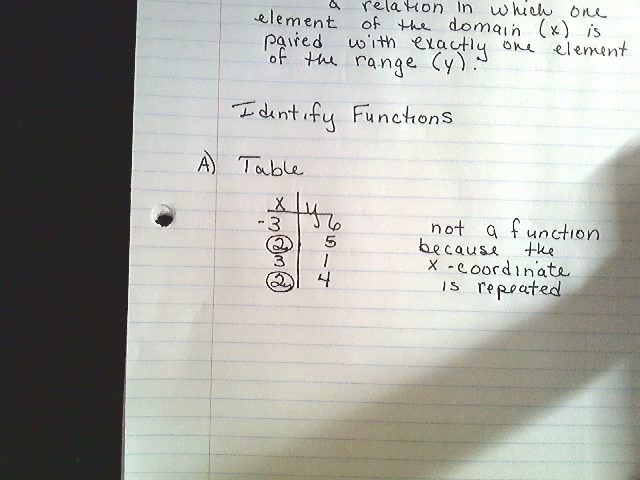 a relation in which one
element of the domain (x) is
paired with exactly one element
of the range (y).
Identify Functions
A) Table
x | y
-3 | 6
2 | 5
3 | 1
2 | 4
not a function
because the
x-coordinate
is repeated